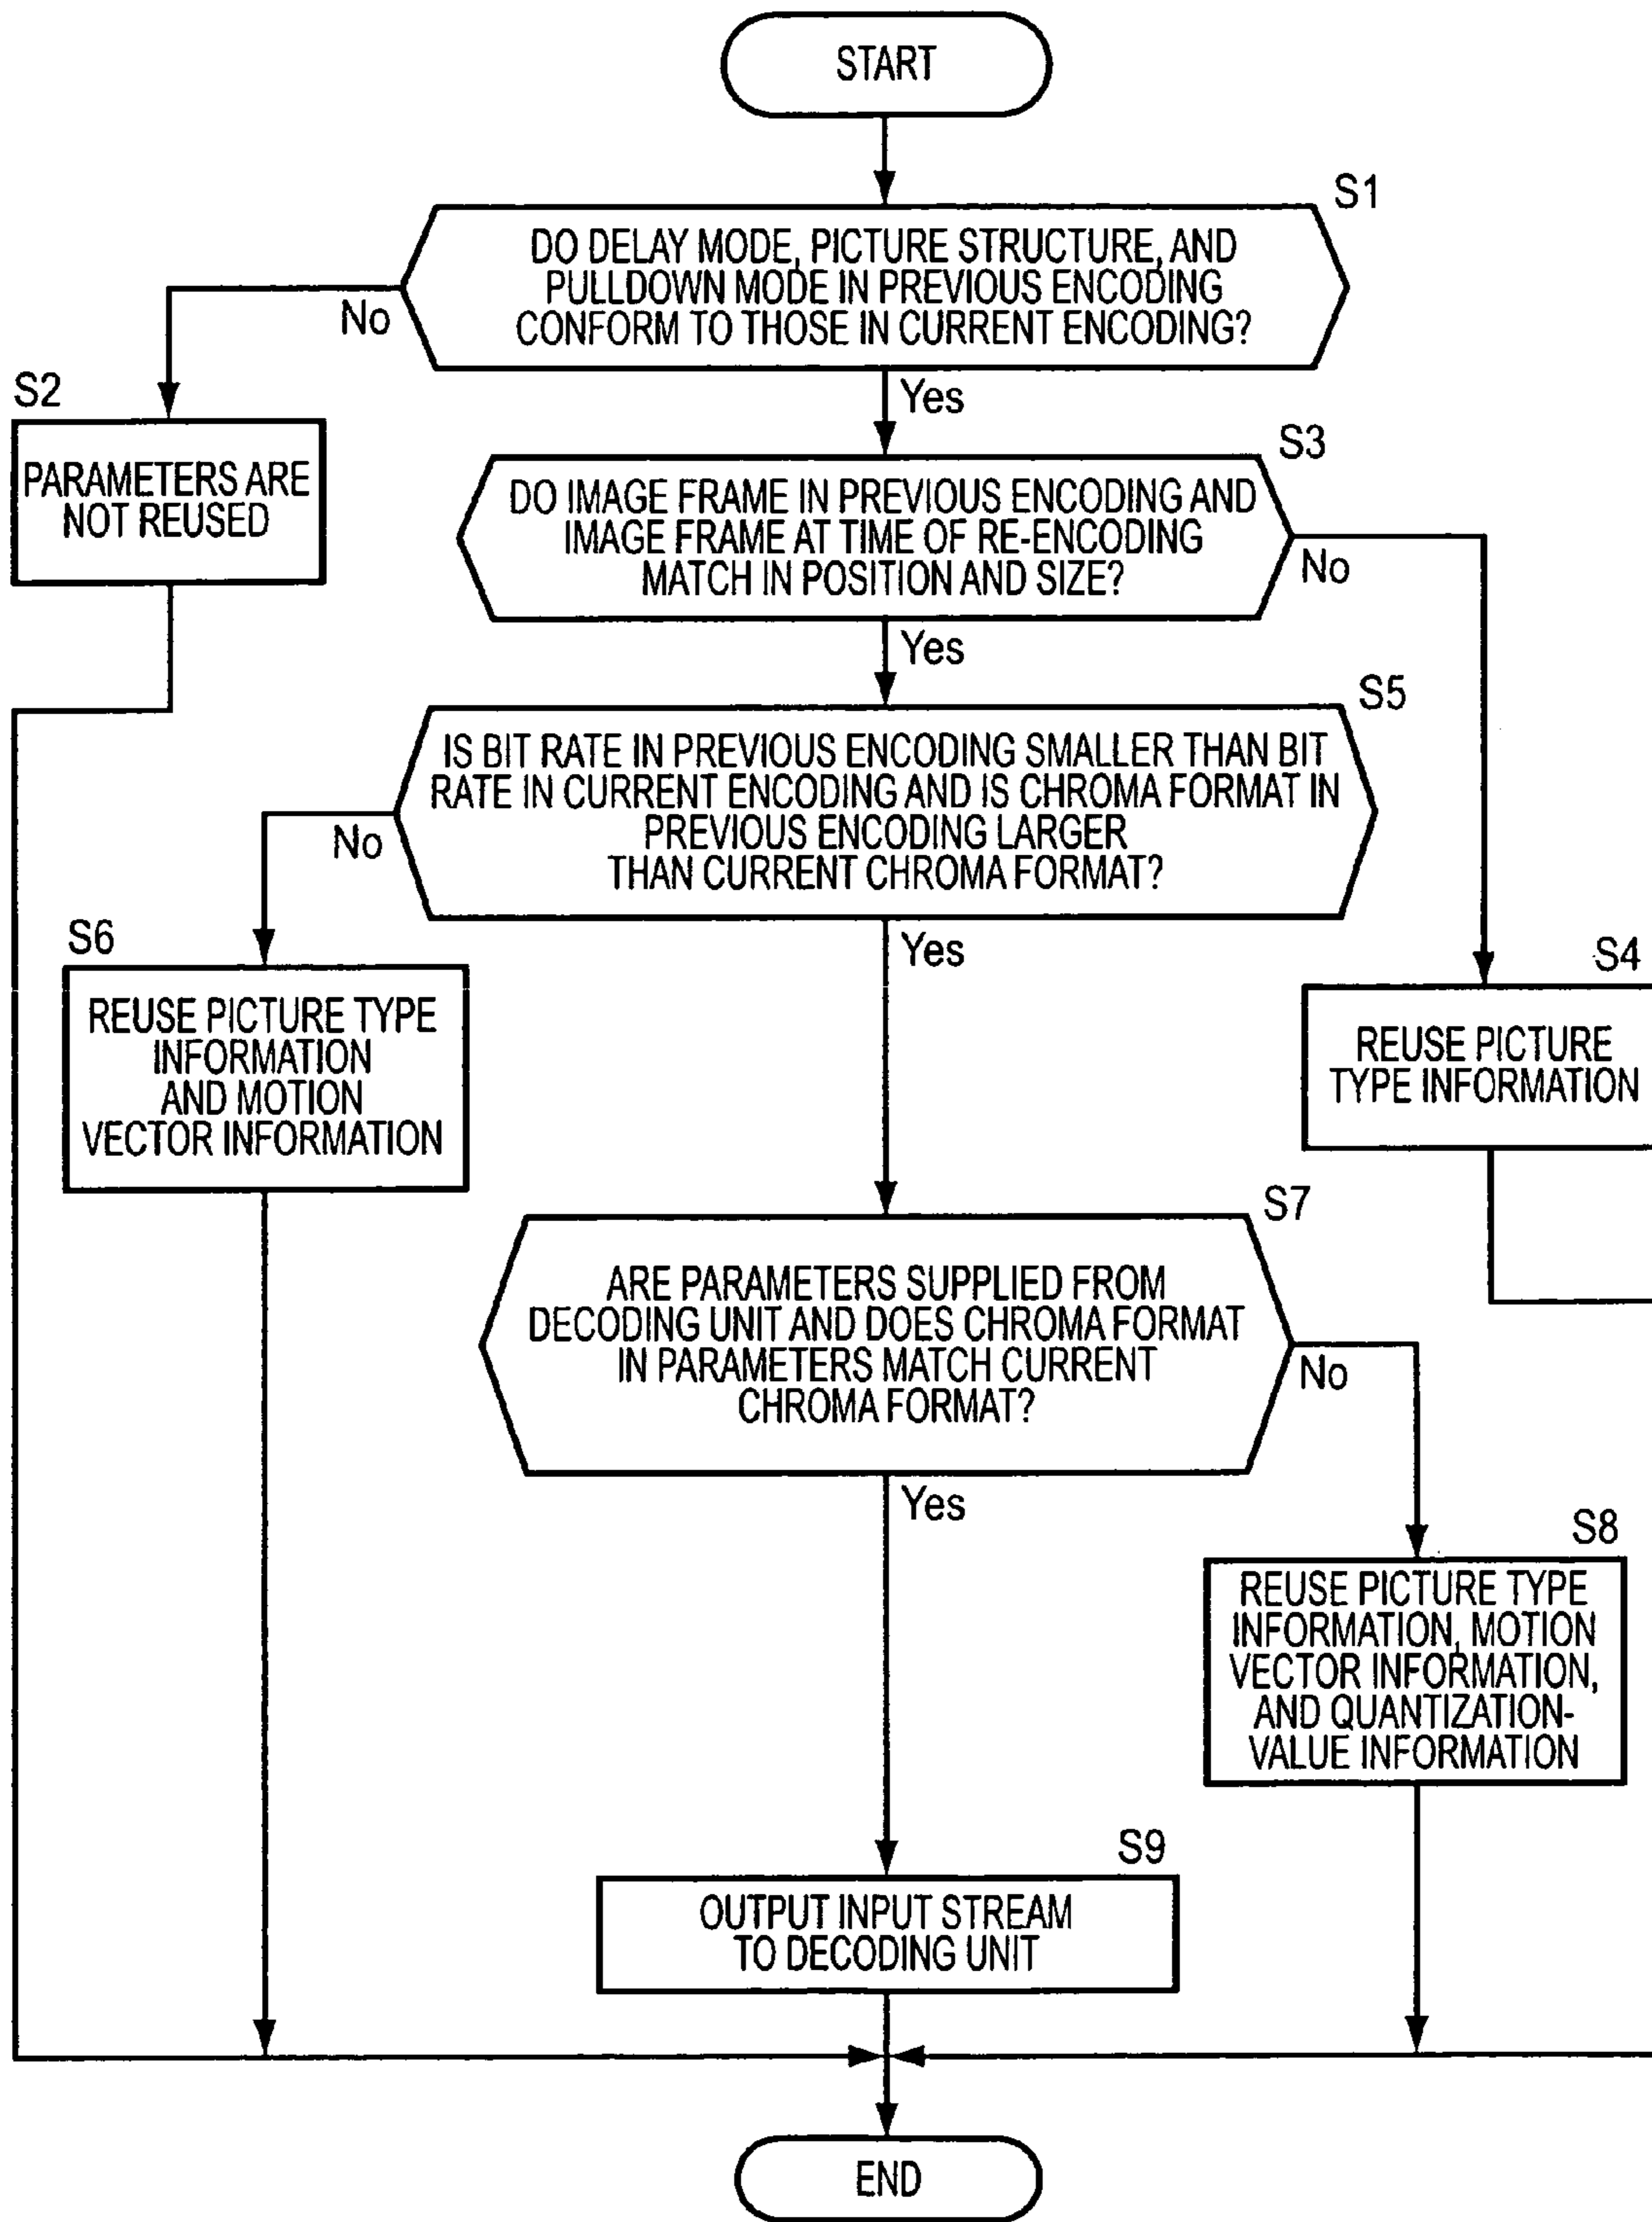 START
S1
DO DELAY MODE, PICTURE STRUCTURE, AND
PULLDOWN MODE IN PREVIOUS ENCODING
CONFORM TO THOSE IN CURRENT ENCODING?
No
Yes
S2
PARAMETERS ARE
NOT REUSED
S3
DO IMAGE FRAME IN PREVIOUS ENCODING AND
IMAGE FRAME AT TIME OF RE-ENCODING
MATCH IN POSITION AND SIZE?
No
Yes
S5
IS BIT RATE IN PREVIOUS ENCODING SMALLER THAN BIT
RATE IN CURRENT ENCODING AND IS CHROMA FORMAT IN
PREVIOUS ENCODING LARGER
THAN CURRENT CHROMA FORMAT?
No
Yes
S6
REUSE PICTURE TYPE
INFORMATION
AND MOTION
VECTOR INFORMATION
S4
REUSE PICTURE
TYPE INFORMATION
S7
ARE PARAMETERS SUPPLIED FROM
DECODING UNIT AND DOES CHROMA FORMAT
IN PARAMETERS MATCH CURRENT
CHROMA FORMAT?
No
Yes
S8
REUSE PICTURE TYPE
INFORMATION, MOTION
VECTOR INFORMATION,
AND QUANTIZATION-
VALUE INFORMATION
S9
OUTPUT INPUT STREAM
TO DECODING UNIT
END